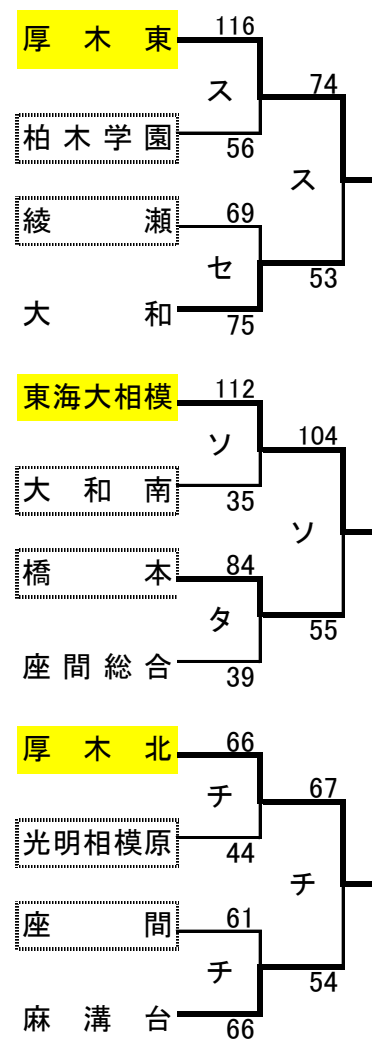 厚木東
116
ス
74
柏木学園
56
ス
綾瀬
69
セ
53
大和
75
東海大相模
112
ソ
104
大和南
35
ソ
橋本
84
タ
55
座間総合
39
厚木北
66
チ
67
光明相模原
44
チ
座間
61
チ
54
麻溝台
66